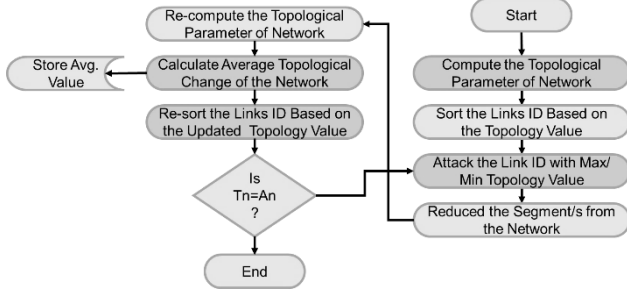 Start
Compute the Topological
Parameter of Network
Sort the Links ID Based on
the Topology Value
Attack the Link ID with Max/
Min Topology Value
Reduced the Segment/s from
the Network
Re-compute the Topological
Parameter of Network
Calculate Average Topological
Change of the Network
Store Avg.
Value
Re-sort the Links ID Based on
the Updated Topology Value
Is
Tn=An
?
End